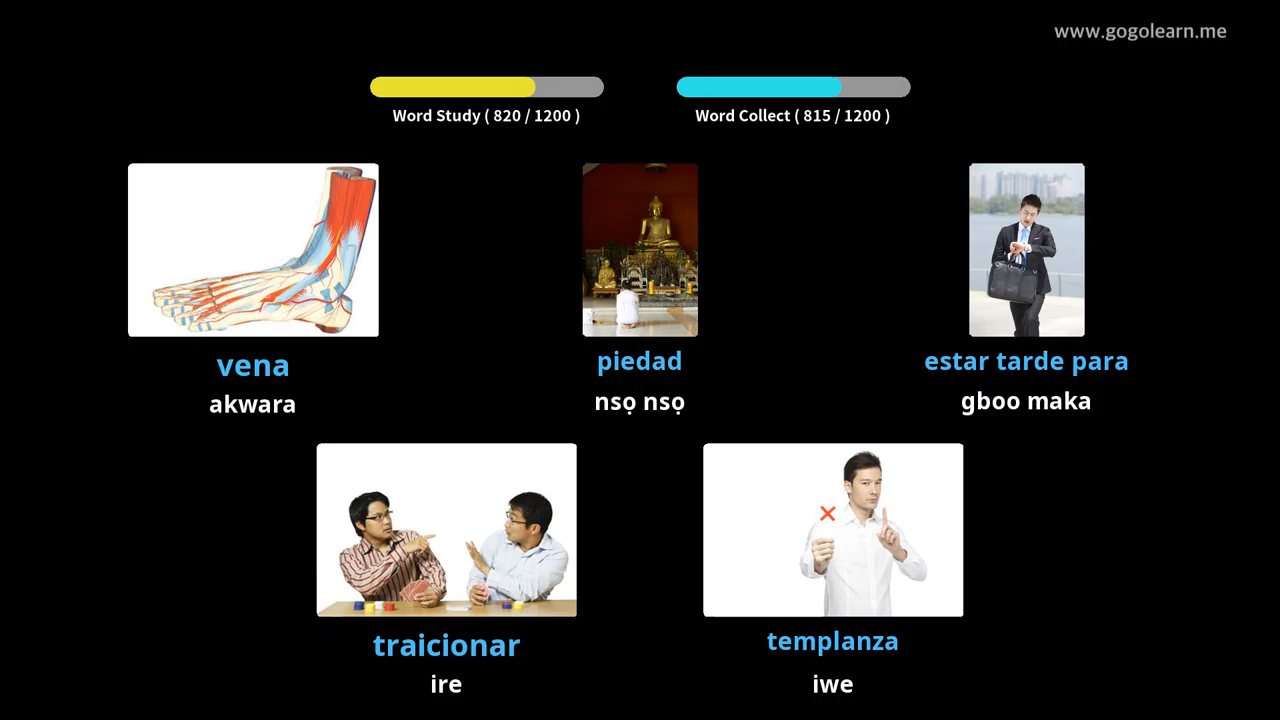 www.gogolearn.me
Word Study ( 820 / 1200 )
Word Collect ( 815 / 1200 )
vena
akwara
piedad
nsọ nsọ
estar tarde para
gboo maka
traicionar
ire
templanza
iwe